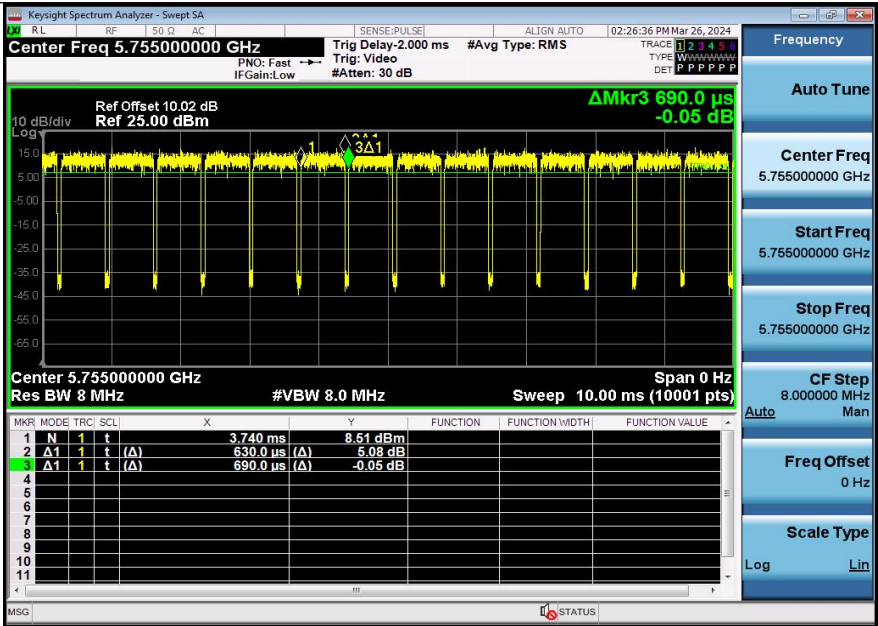 Keysight Spectrum Analyzer - Swept SA
LXI RL RF 50 Ω AC SENSE:PULSE ALIGN AUTO 02:26:36 PM Mar 26, 2024
Center Freq 5.755000000 GHz
PNO: Fast
IFGain:Low
Trig Delay-2.000 ms
Trig: Video
#Atten: 30 dB
#Avg Type: RMS
TRACE 1 2 3 4 5 6
TYPE WWWWWW
DET P P P P P P
ΔMkr3 690.0 µs
-0.05 dB
Ref Offset 10.02 dB
10 dB/div Ref 25.00 dBm
Log
15.0
5.00
-5.00
-15.0
-25.0
-35.0
-45.0
-55.0
-65.0
1
3Δ1
Center 5.755000000 GHz Span 0 Hz
Res BW 8 MHz #VBW 8.0 MHz Sweep 10.00 ms (10001 pts)
MKR MODE TRC SCL X Y FUNCTION FUNCTION WIDTH FUNCTION VALUE
1 N 1 t 3.740 ms 8.51 dBm
2 Δ1 1 t (Δ) 630.0 µs (Δ) 5.08 dB
3 Δ1 1 t (Δ) 690.0 µs (Δ) -0.05 dB
4
5
6
7
8
9
10
11
MSG STATUS
Frequency
Auto Tune
Center Freq
5.755000000 GHz
Start Freq
5.755000000 GHz
Stop Freq
5.755000000 GHz
CF Step
8.000000 MHz
Auto Man
Freq Offset
0 Hz
Scale Type
Log Lin